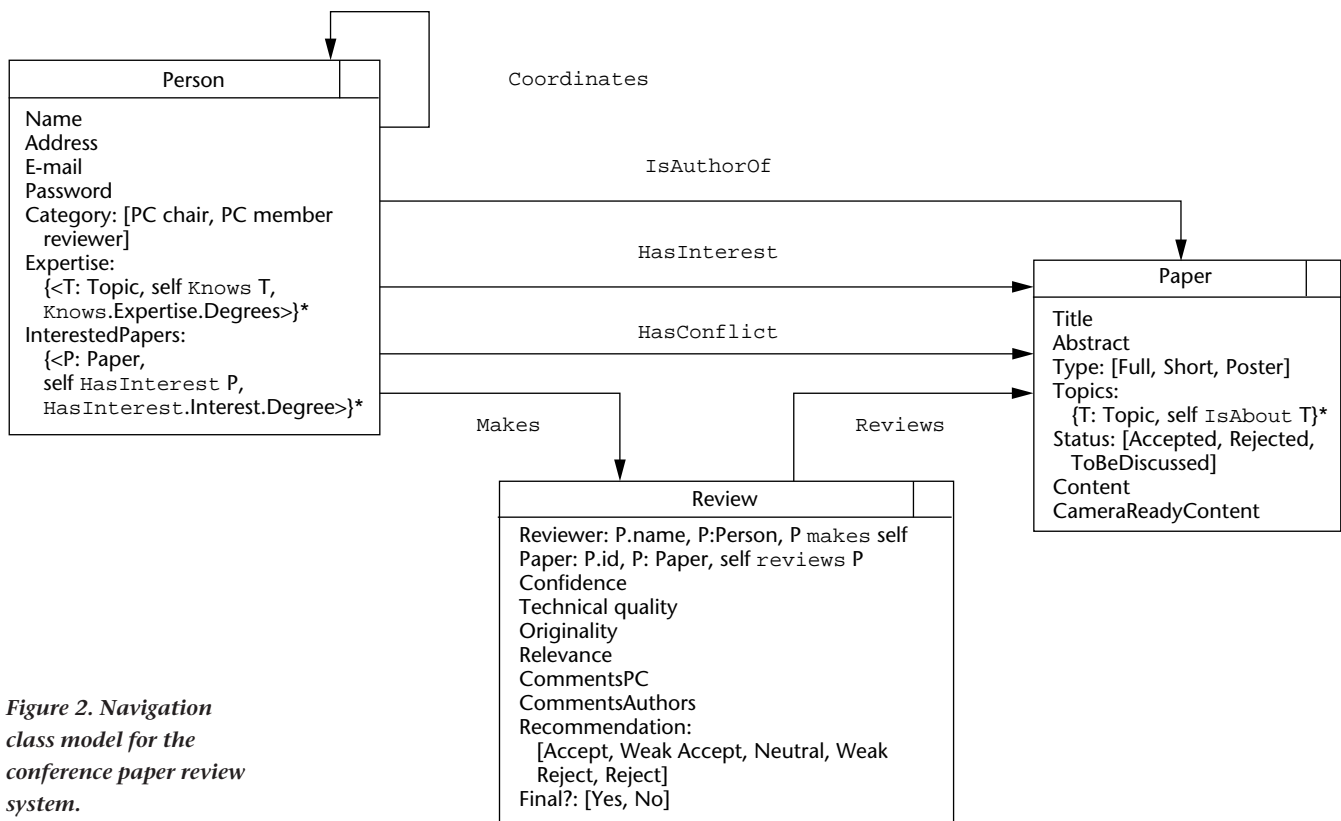 Person
Name
Address
E-mail
Password
Category: [PC chair, PC member
reviewer]
Expertise:
{<T: Topic, self Knows T,
Knows.Expertise.Degrees>}*
InterestedPapers:
{<P: Paper,
self HasInterest P,
HasInterest.Interest.Degree>}*
Coordinates
IsAuthorOf
HasInterest
HasConflict
Makes
Reviews
Paper
Title
Abstract
Type: [Full, Short, Poster]
Topics:
{T: Topic, self IsAbout T}*
Status: [Accepted, Rejected,
ToBeDiscussed]
Content
CameraReadyContent
Review
Reviewer: P.name, P:Person, P makes self
Paper: P.id, P: Paper, self reviews P
Confidence
Technical quality
Originality
Relevance
CommentsPC
CommentsAuthors
Recommendation:
[Accept, Weak Accept, Neutral, Weak
Reject, Reject]
Final?: [Yes, No]
Figure 2. Navigation
class model for the
conference paper review
system.